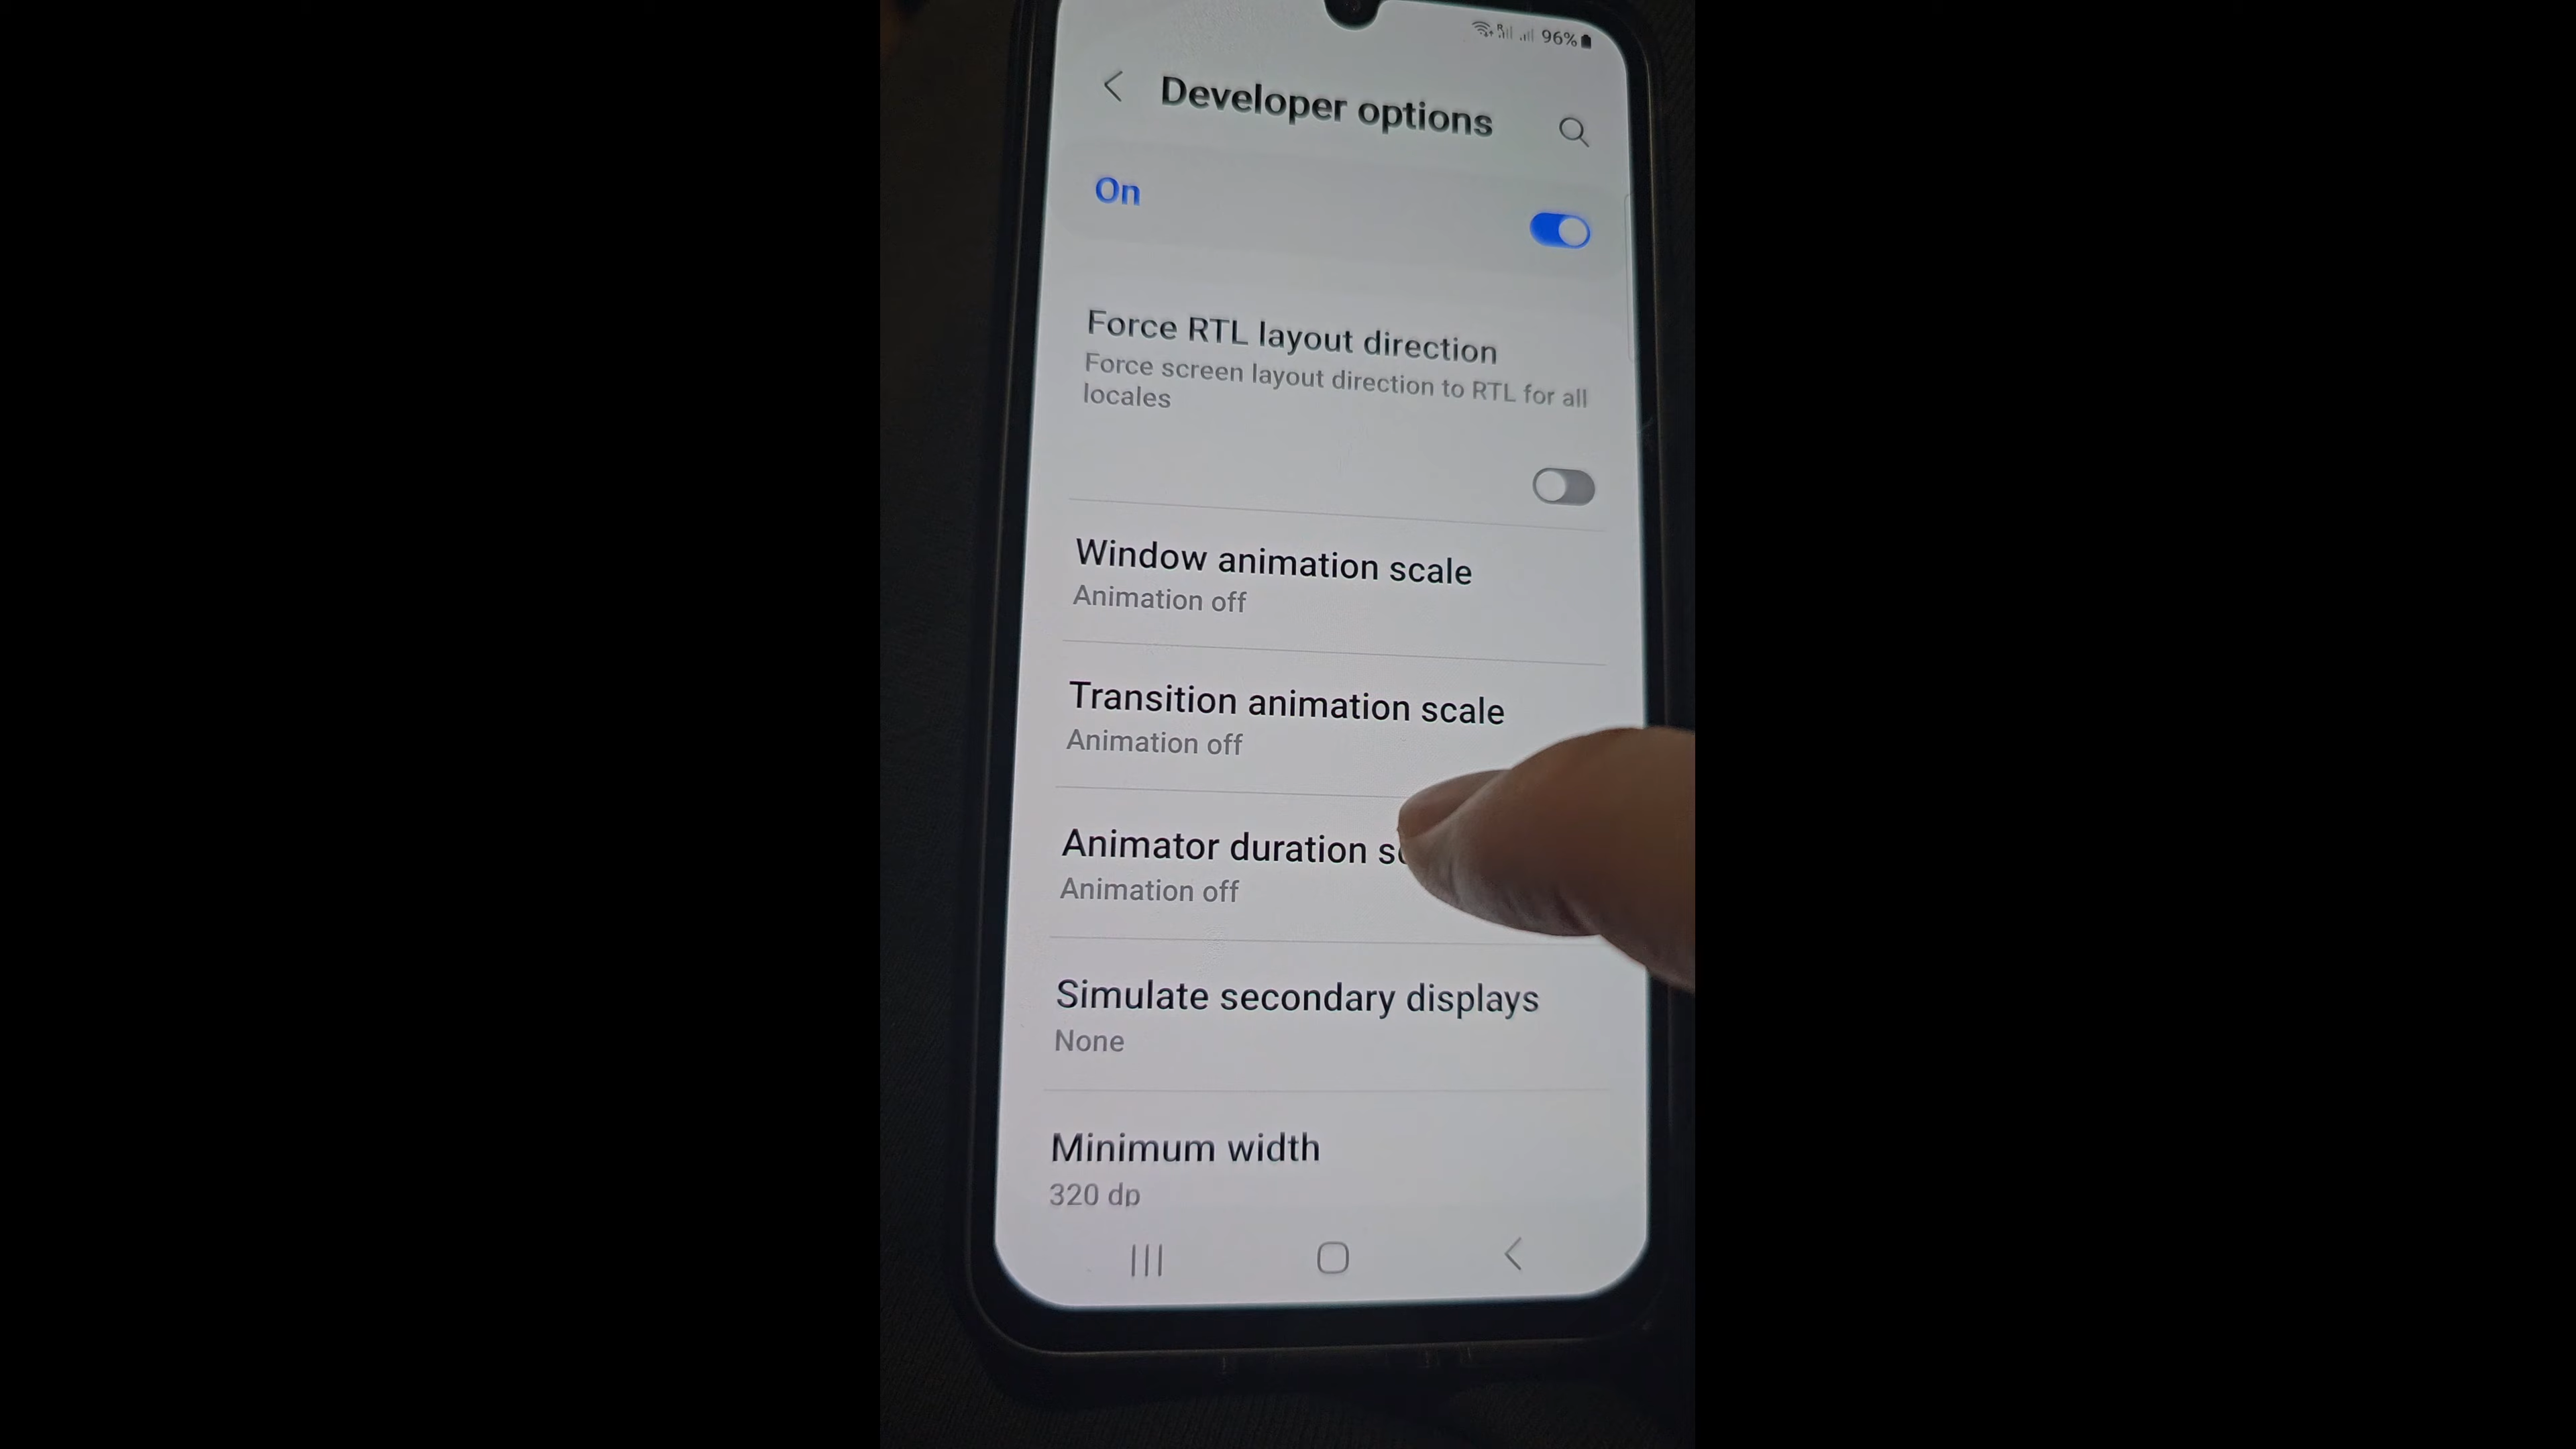 96%
Developer options
On
Force RTL layout direction
Force screen layout direction to RTL for all
locales
Window animation scale
Animation off
Transition animation scale
Animation off
Animator duration
Animation off
Simulate secondary displays
None
Minimum width
320 dp